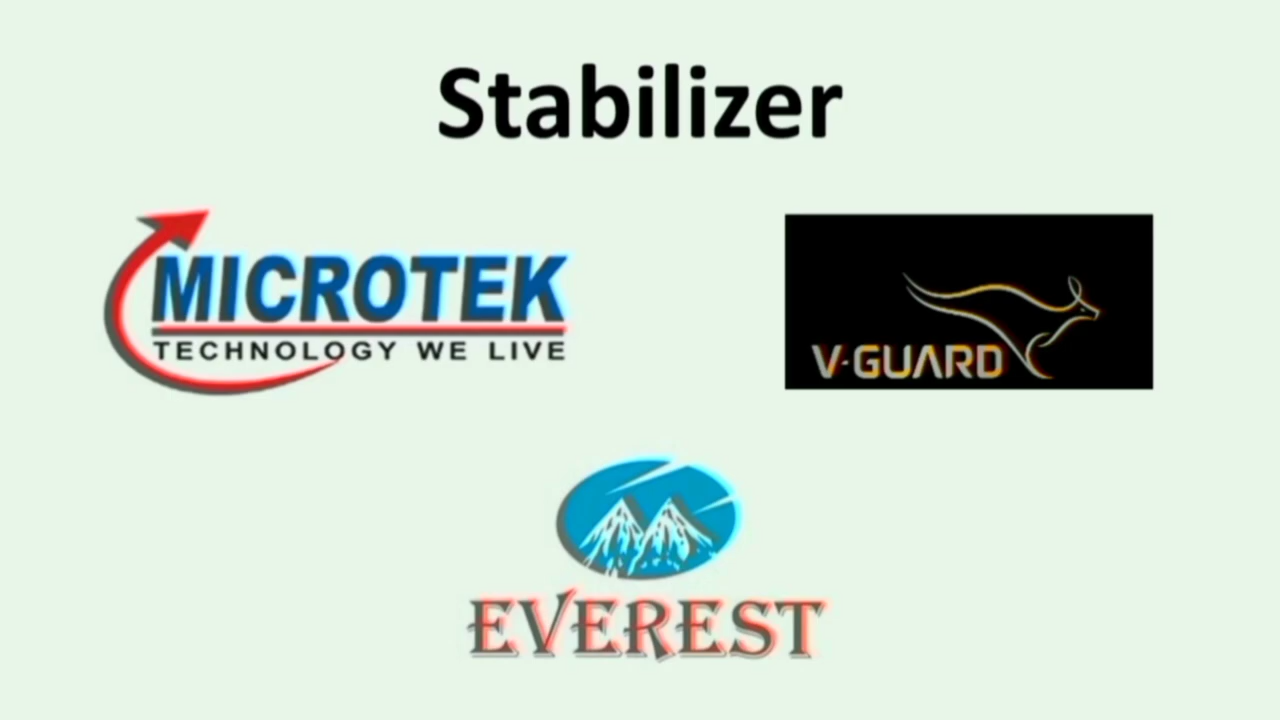 Stabilizer
MICROTEK
TECHNOLOGY WE LIVE
V-GUARD
EVEREST